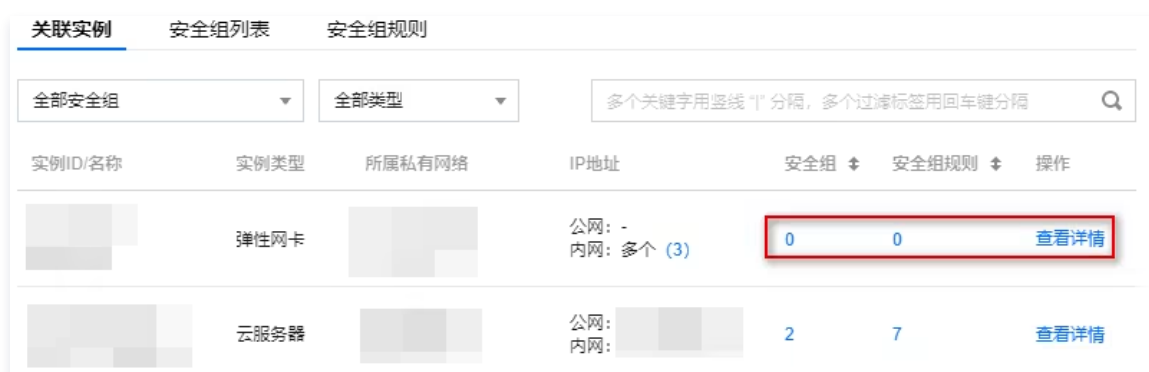 关联实例 安全组列表 安全组规则
全部安全组 全部类型 多个关键字用竖线 "|" 分隔，多个过滤标签用回车键分隔
实例ID/名称 实例类型 所属私有网络 IP地址 安全组 安全组规则 操作
弹性网卡 公网：- 0 0 查看详情
内网：多个 (3)
云服务器 公网： 2 7 查看详情
内网：